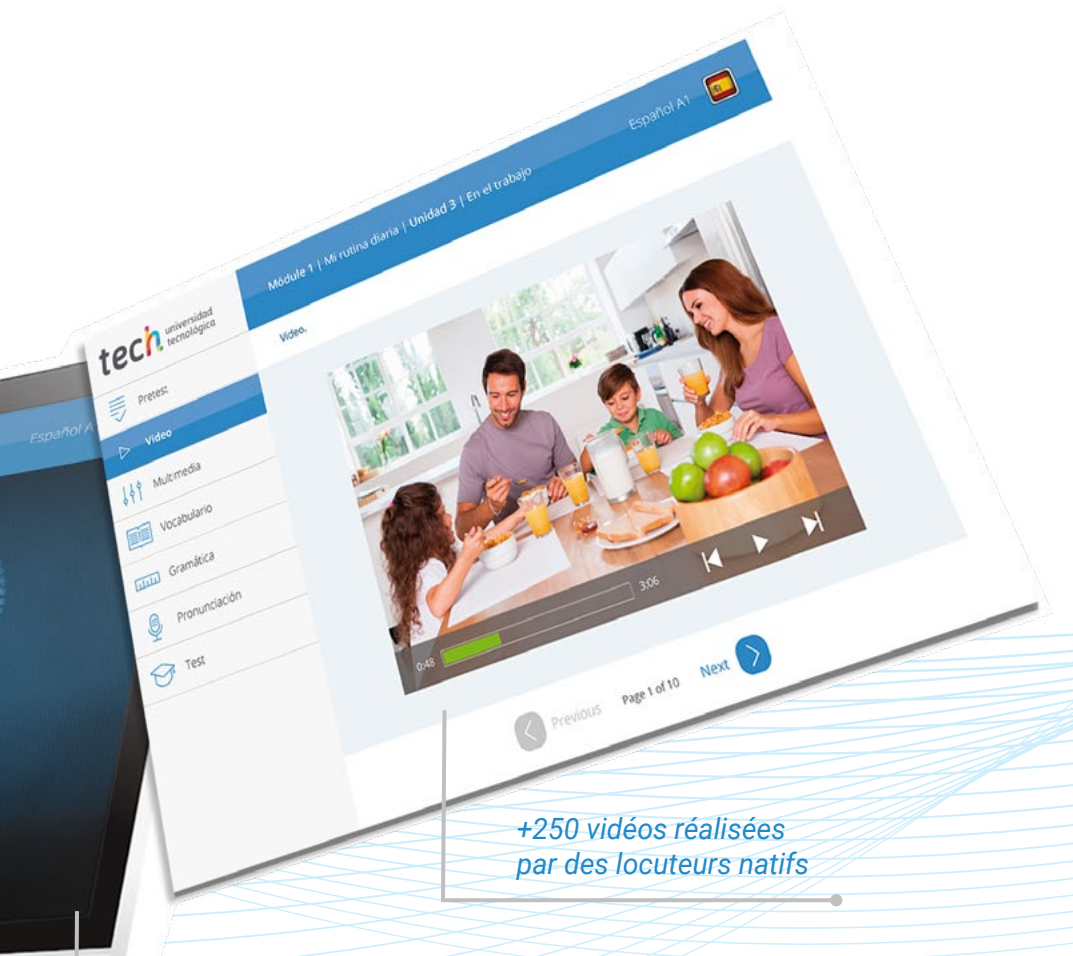 Español A1
Módule 1 | Mi rutina diaria | Unidad 3 | En el trabajo
tech universidad
tecnológica
Video.
Pretest
Video
Multimedia
Vocabulario
Gramática
Pronunciación
Test
0:48
3:06
Previous
Page 1 of 10
Next
Español A
+250 vidéos réalisées
par des locuteurs natifs